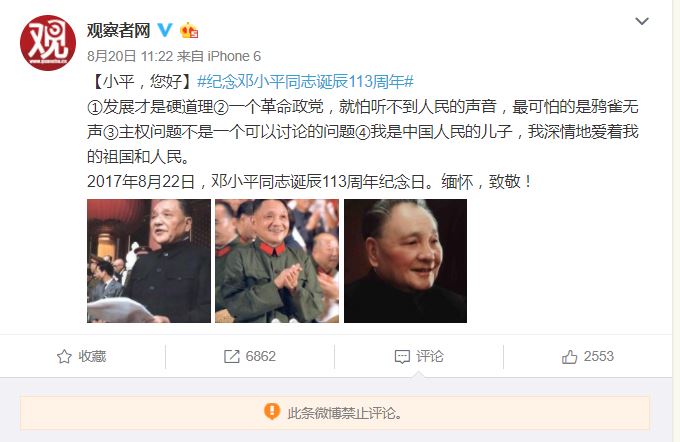 观
www.guancha.cn
观察者网
8月20日 11:22 来自 iPhone 6
【小平，您好】#纪念邓小平同志诞辰113周年#
①发展才是硬道理②一个革命政党，就怕听不到人民的声音，最可怕的是鸦雀无
声③主权问题不是一个可以讨论的问题④我是中国人民的儿子，我深情地爱着我
的祖国和人民。
2017年8月22日，邓小平同志诞辰113周年纪念日。缅怀，致敬！
收藏
6862
评论
2553
此条微博禁止评论。